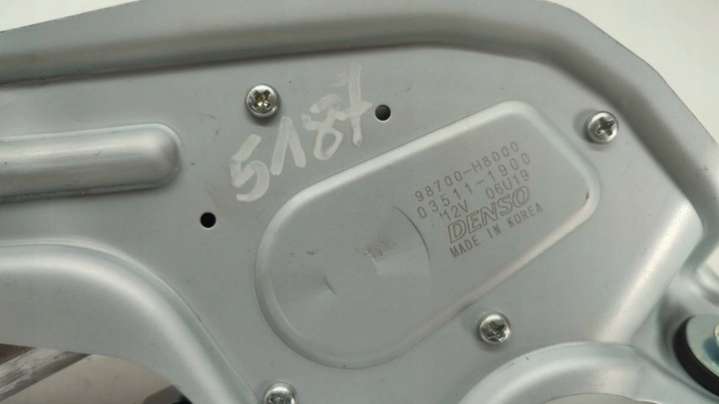 5187
98700-H8000
03511-1900
12V 06U19
DENSO
MADE IN KOREA